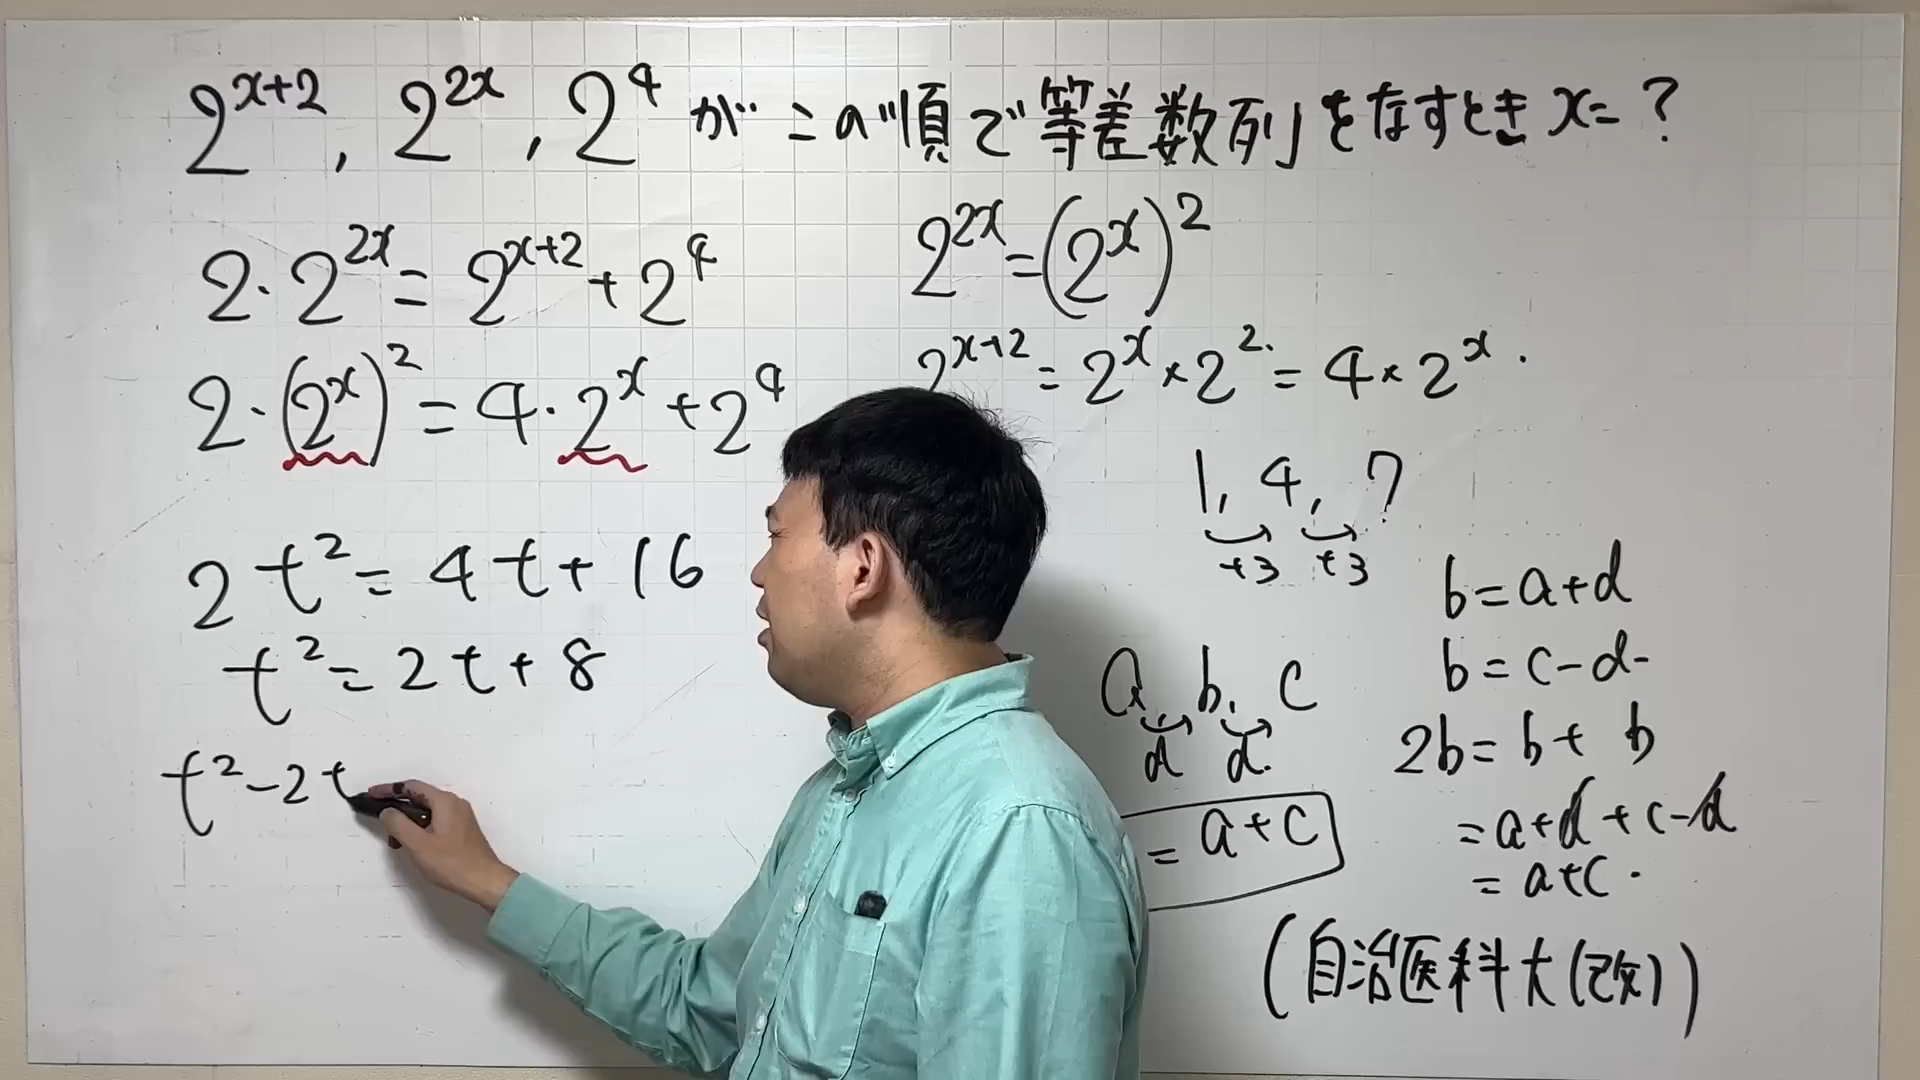 2^{x+2}, 2^{2x}, 2^4 がこの順で等差数列をなすとき x=?
2・2^{2x} = 2^{x+2} + 2^4
2・(2^x)^2 = 4・2^x + 2^4
2t^2 = 4t + 16
t^2 = 2t + 8
t^2 - 2t
2^{2x} = (2^x)^2
2^{x+2} = 2^x × 2^2. = 4 × 2^x.
1, 4, 7
+3 +3
a, b, c
d d.
= a + c
b = a + d
b = c - d
2b = b + b
= a + d + c - d
= a + c.
(自治医科大(改))